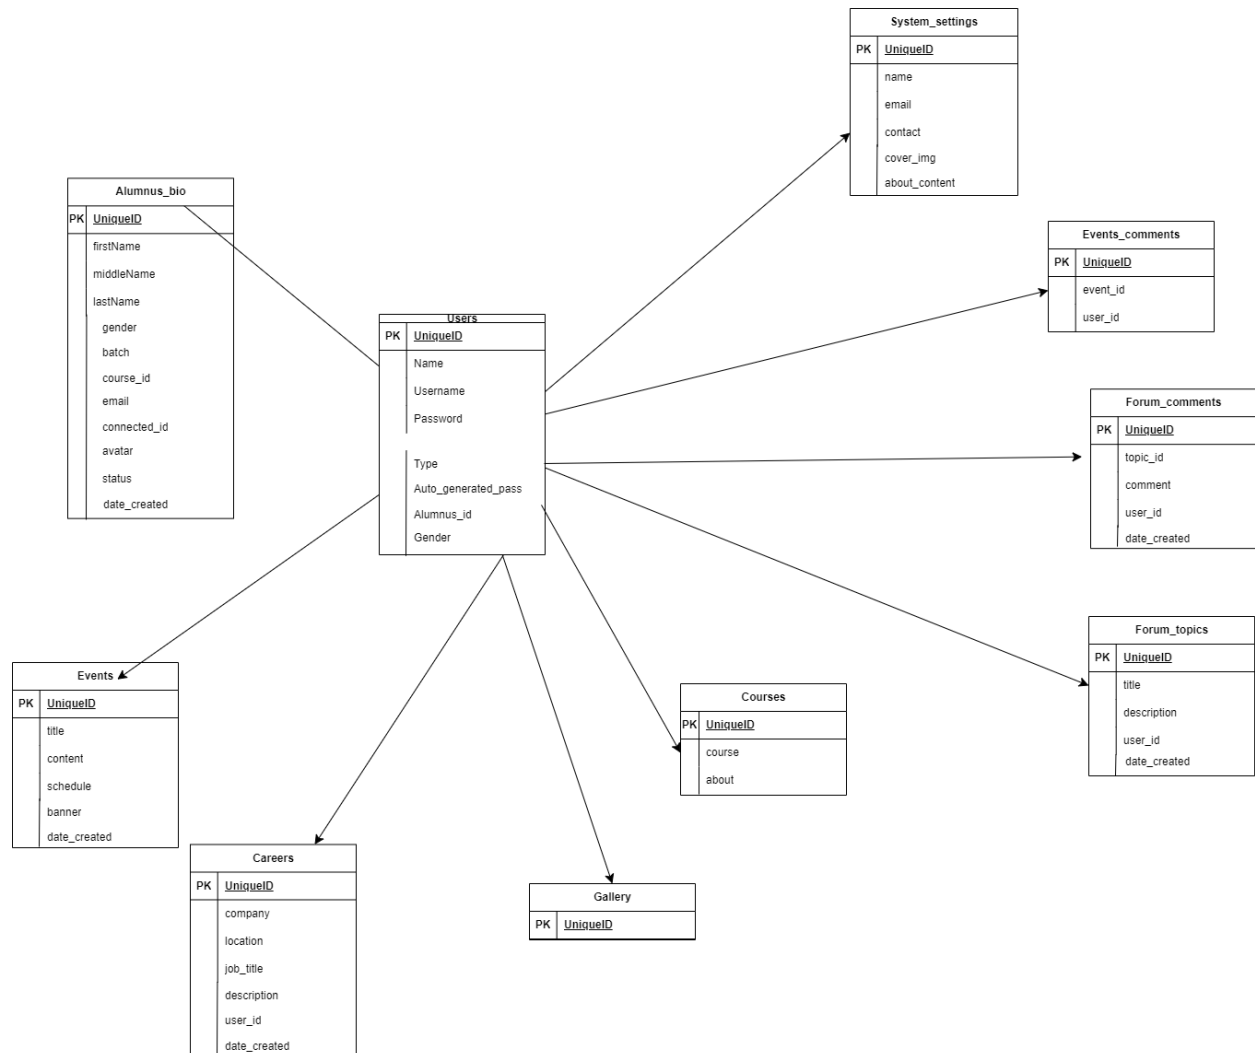 System_settings
PK UniqueID
name
email
contact
cover_img
about_content
Alumnus_bio
PK UniqueID
firstName
middleName
lastName
gender
batch
course_id
email
connected_id
avatar
status
date_created
Events_comments
PK UniqueID
event_id
user_id
Users
PK UniqueID
Name
Username
Password
Type
Auto_generated_pass
Alumnus_id
Gender
Forum_comments
PK UniqueID
topic_id
comment
user_id
date_created
Forum_topics
PK UniqueID
title
description
user_id
date_created
Events
PK UniqueID
title
content
schedule
banner
date_created
Courses
PK UniqueID
course
about
Careers
PK UniqueID
company
location
job_title
description
user_id
date_created
Gallery
PK UniqueID